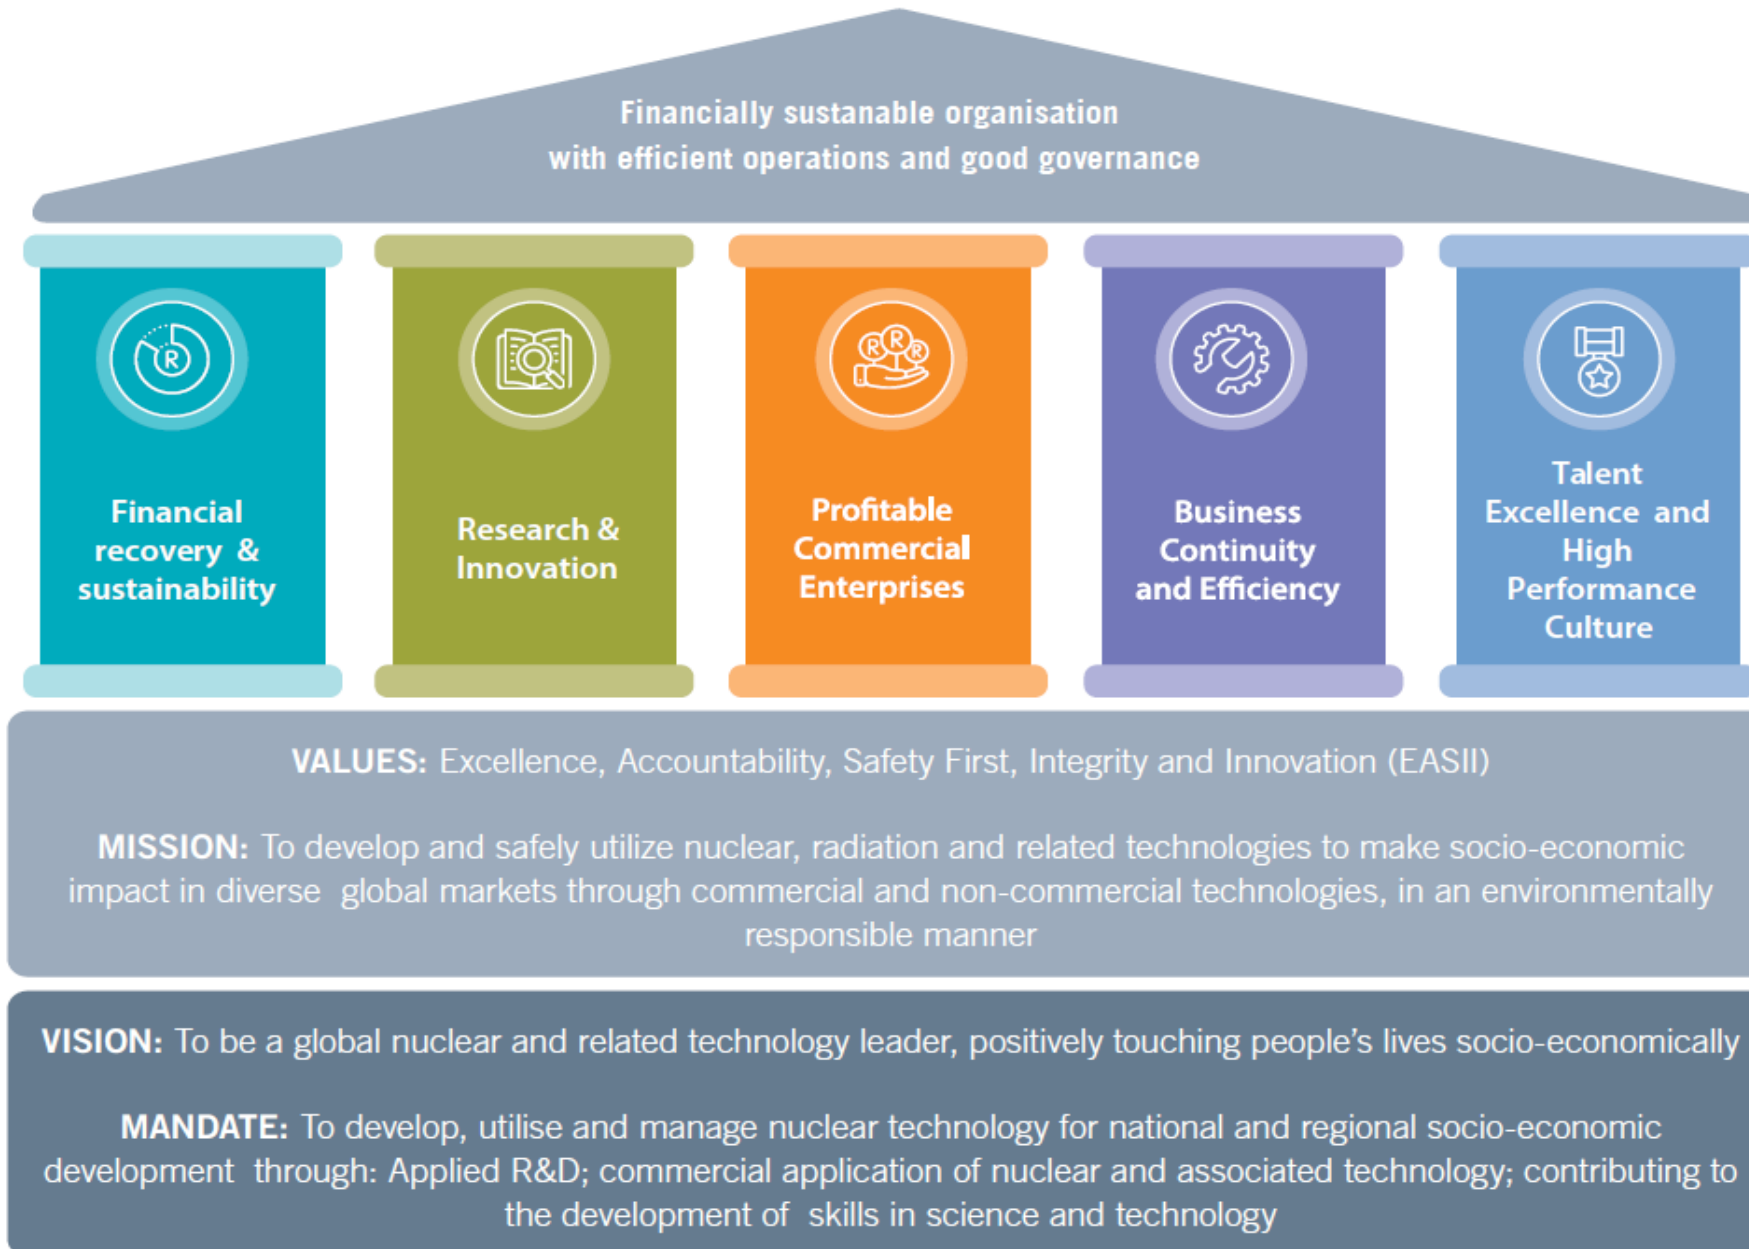 Financially sustanable organisation
with efficient operations and good governance
R
Financial
recovery &
sustainability
Research &
Innovation
R R R
Profitable
Commercial
Enterprises
Business
Continuity
and Efficiency
Talent
Excellence and
High
Performance
Culture
VALUES: Excellence, Accountability, Safety First, Integrity and Innovation (EASII)
MISSION: To develop and safely utilize nuclear, radiation and related technologies to make socio-economic
impact in diverse global markets through commercial and non-commercial technologies, in an environmentally
responsible manner
VISION: To be a global nuclear and related technology leader, positively touching people’s lives socio-economically
MANDATE: To develop, utilise and manage nuclear technology for national and regional socio-economic
development through: Applied R&D; commercial application of nuclear and associated technology; contributing to
the development of skills in science and technology